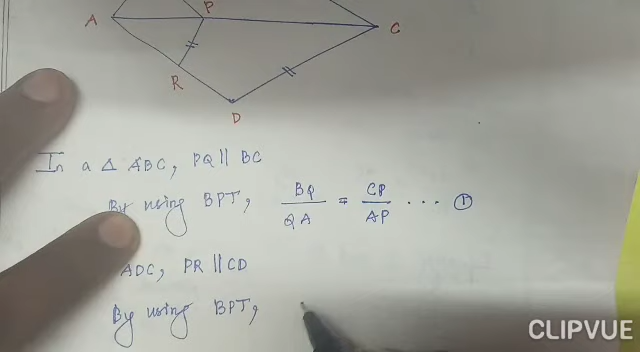 A
P
C
R
D
In a Δ ABC, PQ || BC
By using BPT, BQ/QA = CP/AP ... ①
ADC, PR || CD
By using BPT,
CLIPVUE